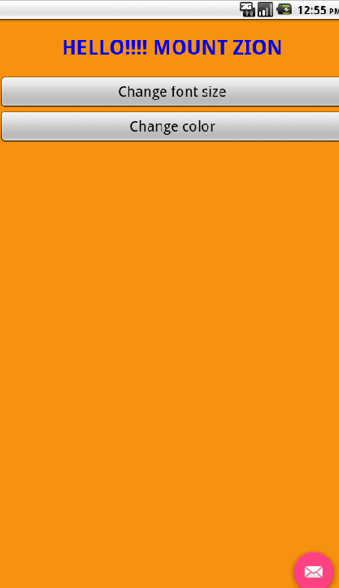 12:55 PM
HELLO!!!! MOUNT ZION
Change font size
Change color